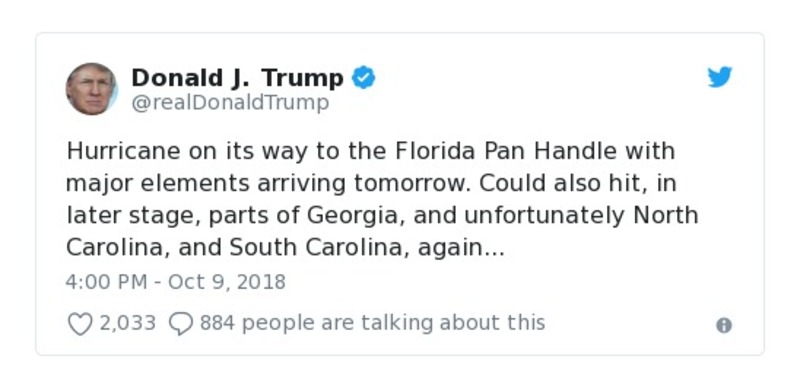 Donald J. Trump
@realDonaldTrump
Hurricane on its way to the Florida Pan Handle with
major elements arriving tomorrow. Could also hit, in
later stage, parts of Georgia, and unfortunately North
Carolina, and South Carolina, again...
4:00 PM - Oct 9, 2018
2,033 884 people are talking about this